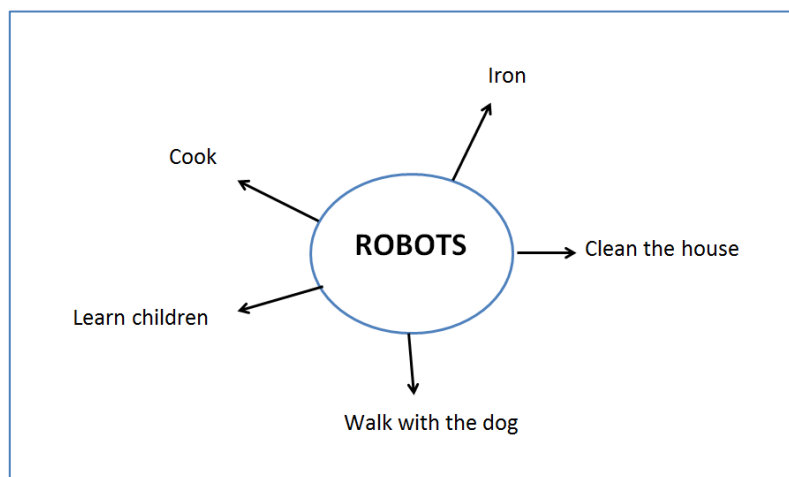 Iron
Cook
ROBOTS
Clean the house
Learn children
Walk with the dog